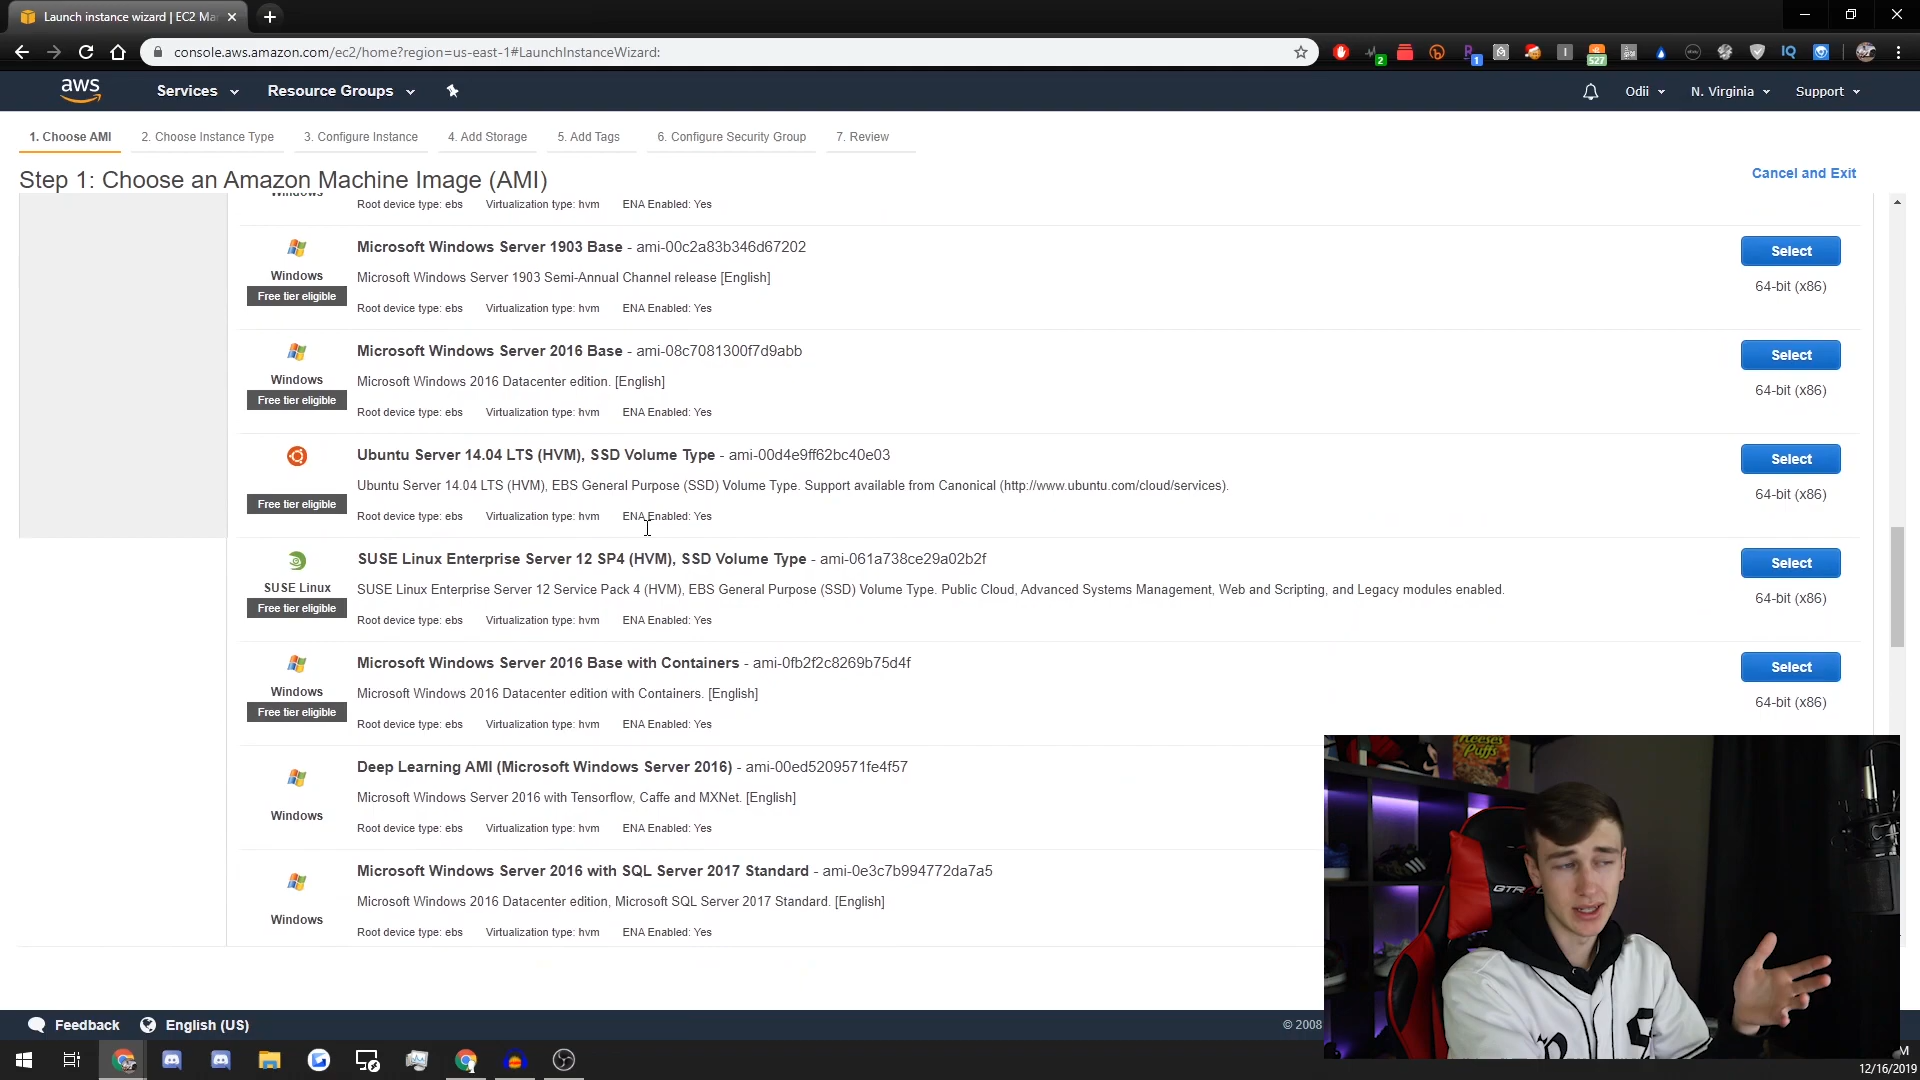 Launch instance wizard | EC2 Ma
console.aws.amazon.com/ec2/home?region=us-east-1#LaunchInstanceWizard:
2
1
527
IQ
aws
Services
Resource Groups
Odii
N. Virginia
Support
1. Choose AMI
2. Choose Instance Type
3. Configure Instance
4. Add Storage
5. Add Tags
6. Configure Security Group
7. Review
Step 1: Choose an Amazon Machine Image (AMI)
Cancel and Exit
Windows
Root device type: ebs Virtualization type: hvm ENA Enabled: Yes
Microsoft Windows Server 1903 Base - ami-00c2a83b346d67202
Select
Windows
Microsoft Windows Server 1903 Semi-Annual Channel release [English]
64-bit (x86)
Free tier eligible
Root device type: ebs Virtualization type: hvm ENA Enabled: Yes
Microsoft Windows Server 2016 Base - ami-08c7081300f7d9abb
Select
Windows
Microsoft Windows 2016 Datacenter edition. [English]
64-bit (x86)
Free tier eligible
Root device type: ebs Virtualization type: hvm ENA Enabled: Yes
Ubuntu Server 14.04 LTS (HVM), SSD Volume Type - ami-00d4e9ff62bc40e03
Select
Ubuntu Server 14.04 LTS (HVM), EBS General Purpose (SSD) Volume Type. Support available from Canonical (http://www.ubuntu.com/cloud/services).
64-bit (x86)
Free tier eligible
Root device type: ebs Virtualization type: hvm ENA Enabled: Yes
SUSE Linux Enterprise Server 12 SP4 (HVM), SSD Volume Type - ami-061a738ce29a02b2f
Select
SUSE Linux
SUSE Linux Enterprise Server 12 Service Pack 4 (HVM), EBS General Purpose (SSD) Volume Type. Public Cloud, Advanced Systems Management, Web and Scripting, and Legacy modules enabled.
64-bit (x86)
Free tier eligible
Root device type: ebs Virtualization type: hvm ENA Enabled: Yes
Microsoft Windows Server 2016 Base with Containers - ami-0fb2f2c8269b75d4f
Select
Windows
Microsoft Windows 2016 Datacenter edition with Containers. [English]
64-bit (x86)
Free tier eligible
Root device type: ebs Virtualization type: hvm ENA Enabled: Yes
Deep Learning AMI (Microsoft Windows Server 2016) - ami-00ed5209571fe4f57
Windows
Microsoft Windows Server 2016 with Tensorflow, Caffe and MXNet. [English]
Root device type: ebs Virtualization type: hvm ENA Enabled: Yes
Microsoft Windows Server 2016 with SQL Server 2017 Standard - ami-0e3c7b994772da7a5
Windows
Microsoft Windows 2016 Datacenter edition, Microsoft SQL Server 2017 Standard. [English]
Root device type: ebs Virtualization type: hvm ENA Enabled: Yes
Reeses
Puffs
GTR
Feedback
English (US)
© 2008
M
12/16/2019